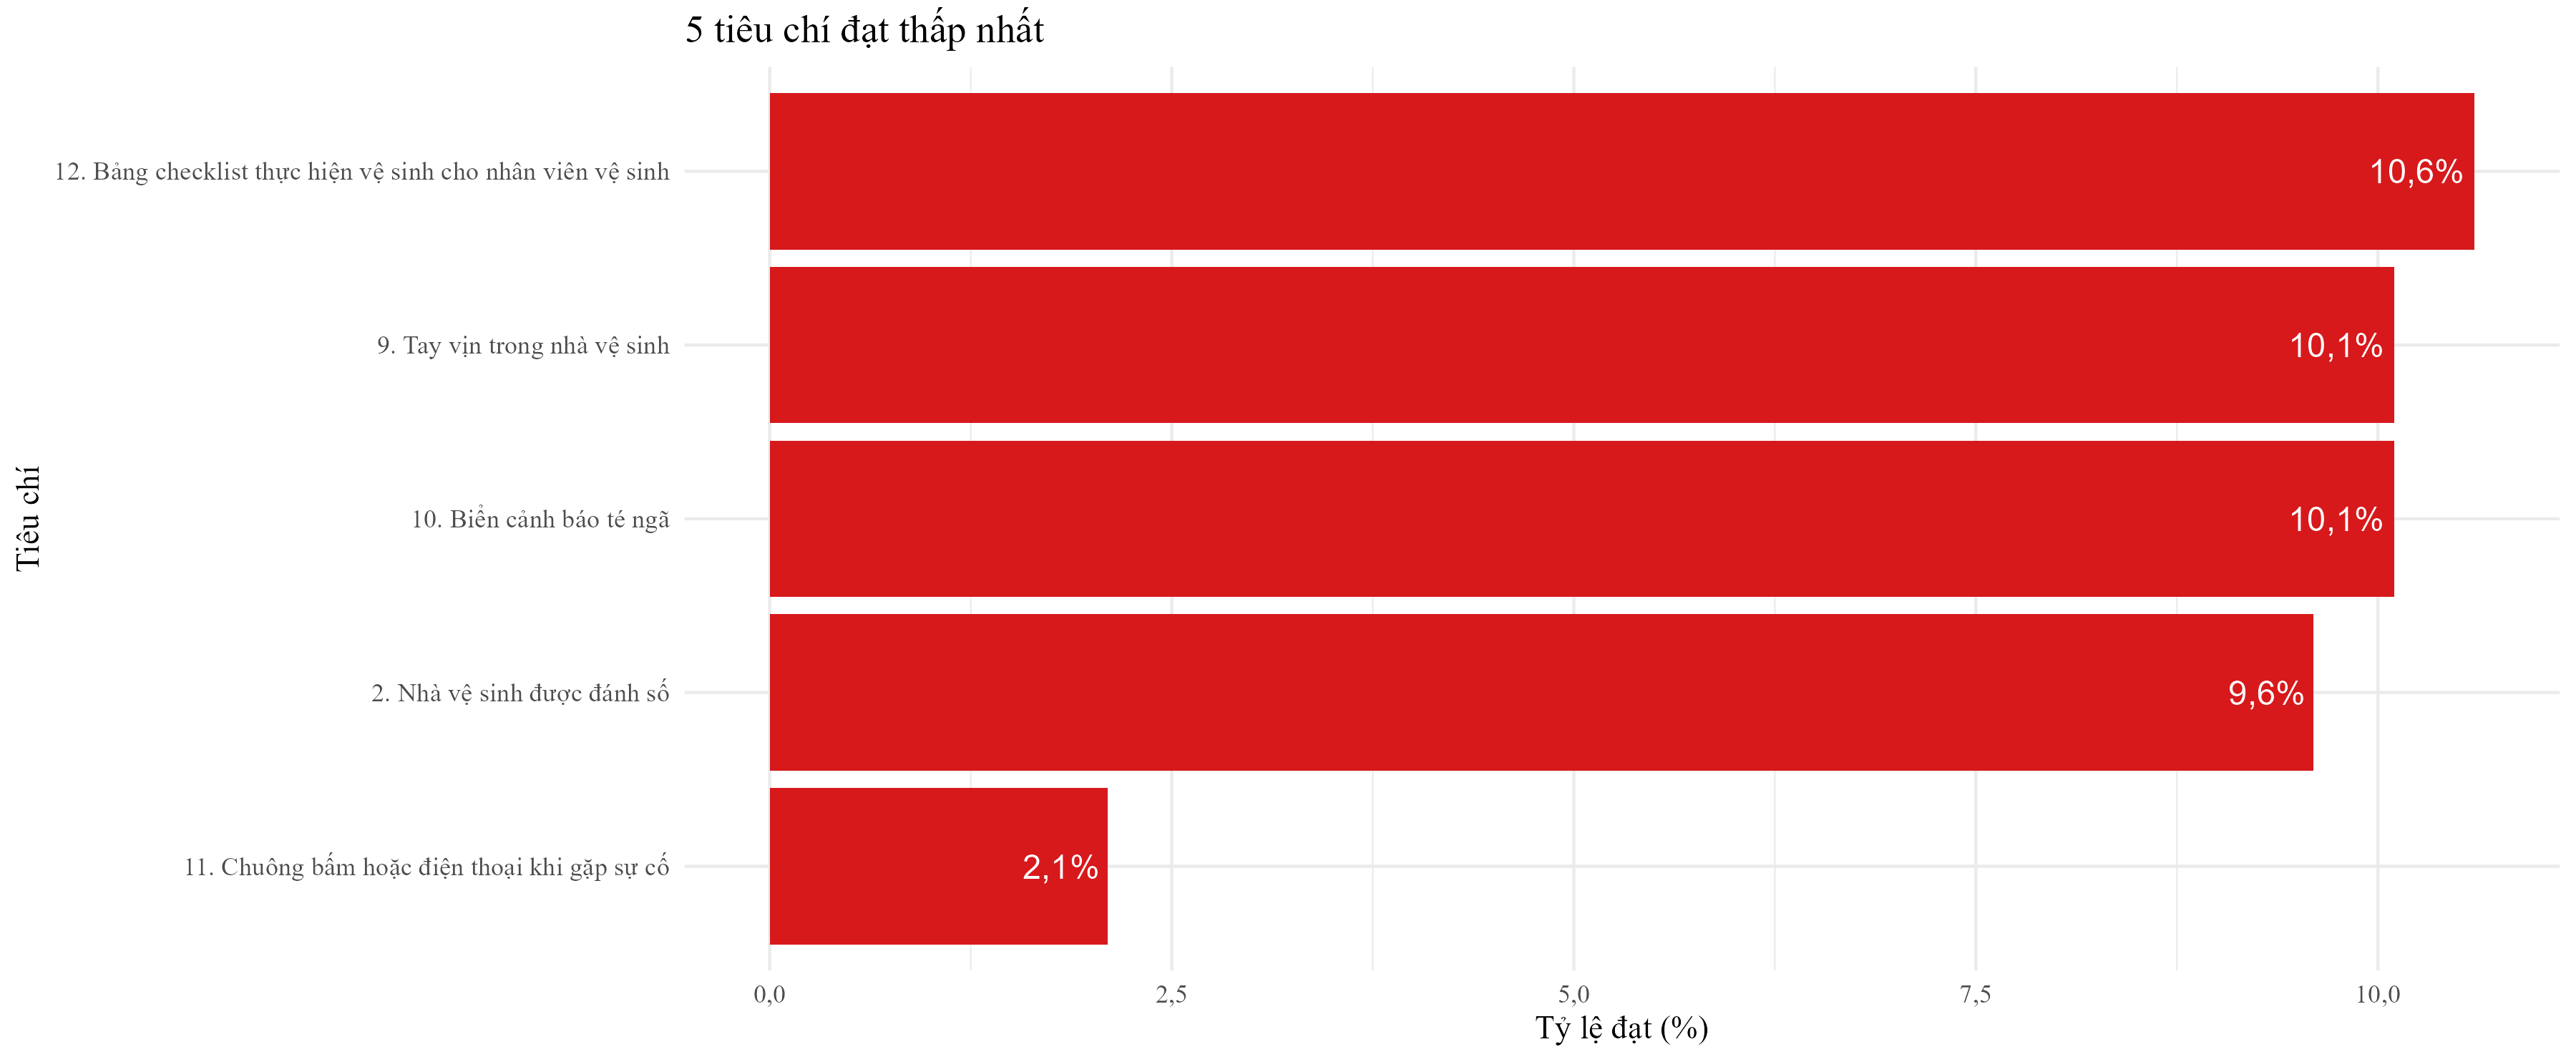 5 tiêu chí đạt thấp nhất
12. Bảng checklist thực hiện vệ sinh cho nhân viên vệ sinh
10,6%
9. Tay vịn trong nhà vệ sinh
10,1%
10. Biển cảnh báo té ngã
10,1%
2. Nhà vệ sinh được đánh số
9,6%
11. Chuông bấm hoặc điện thoại khi gặp sự cố
2,1%
Tiêu chí
0,0
2,5
5,0
7,5
10,0
Tỷ lệ đạt (%)